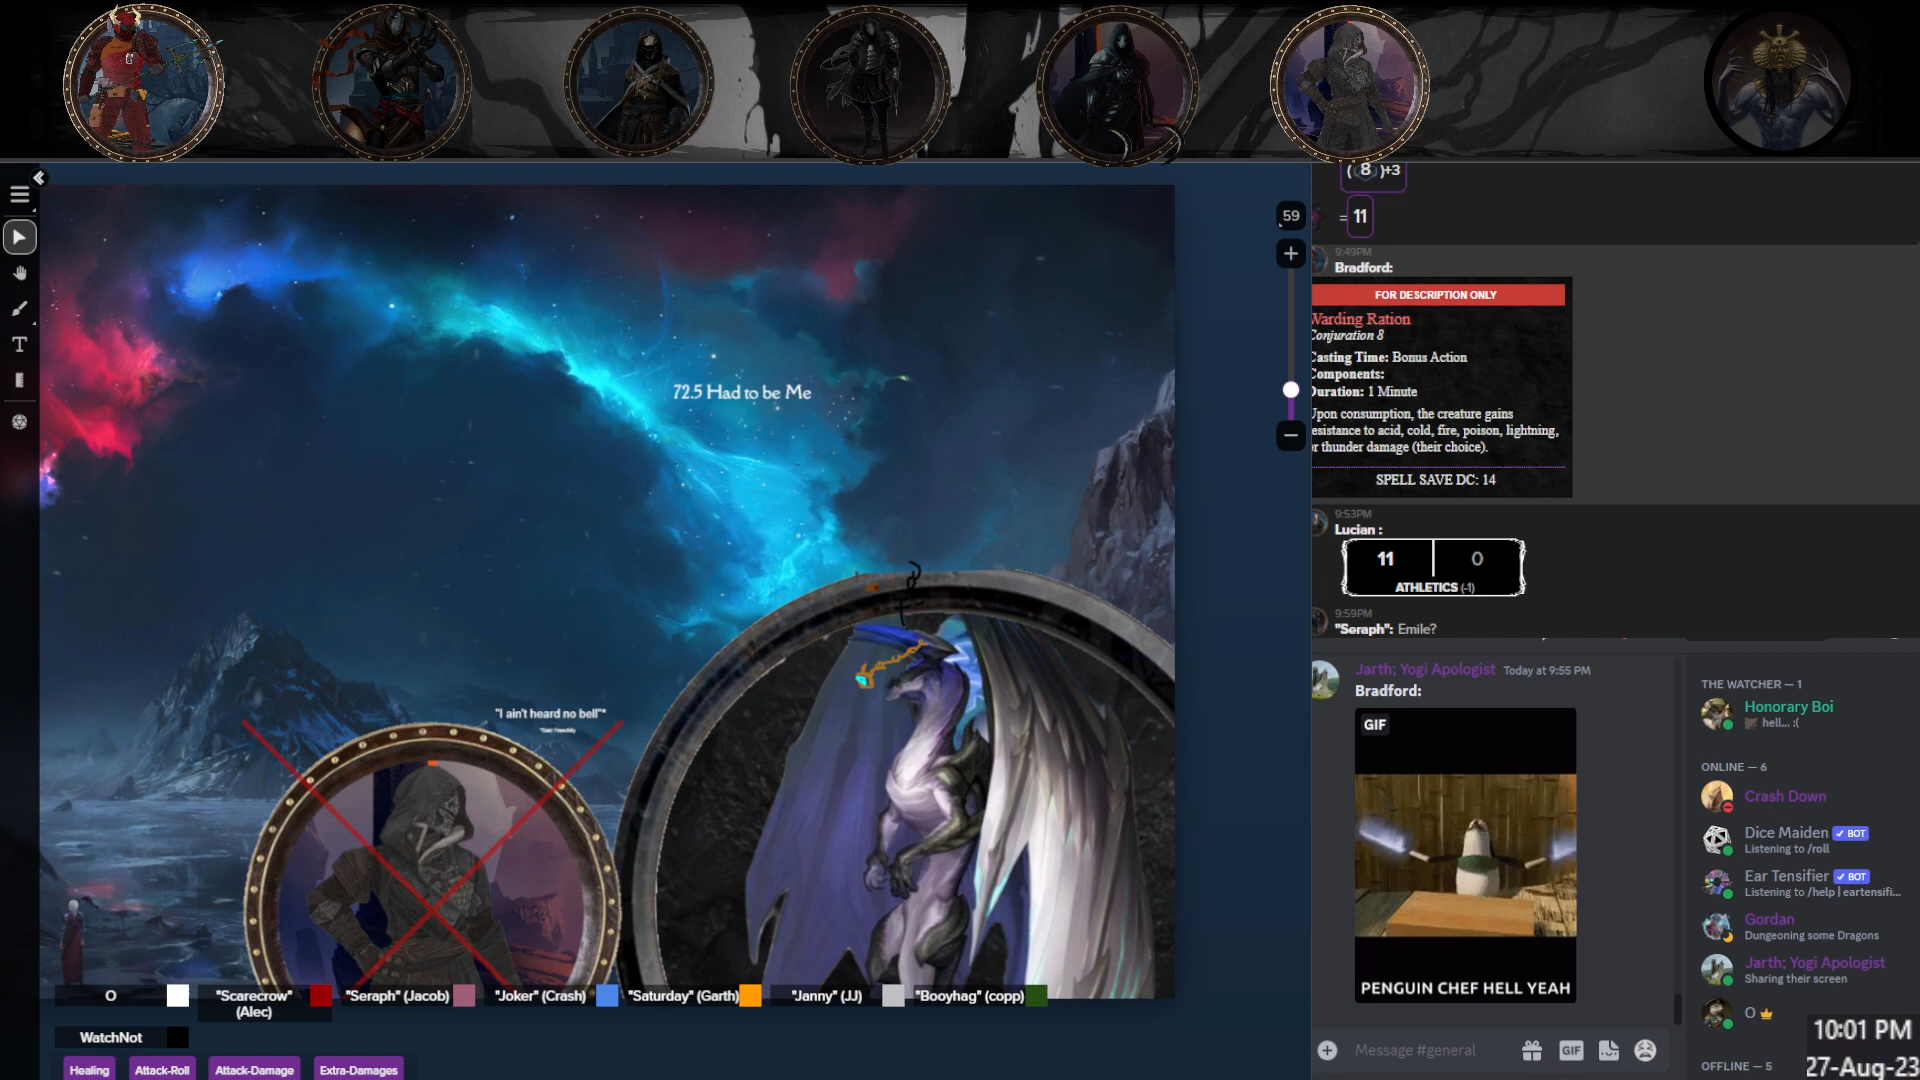 ( 8 )+3
= 11
59
9:49PM
Bradford:
FOR DESCRIPTION ONLY
Warding Ration
Conjuration 8
Casting Time: Bonus Action
Components:
Duration: 1 Minute
Upon consumption, the creature gains
resistance to acid, cold, fire, poison, lightning,
or thunder damage (their choice).
SPELL SAVE DC: 14
9:53PM
Lucian :
11 0
ATHLETICS (-1)
9:59PM
"Seraph": Emile?
72.5 Had to be Me
"I ain't heard no bell"*
O
"Scarecrow"
(Alec)
"Seraph" (Jacob)
"Joker" (Crash)
"Saturday" (Garth)
"Janny" (JJ)
"Booyhag" (copp)
WatchNot
Healing
Attack-Roll
Attack-Damage
Extra-Damages
Jarth; Yogi Apologist Today at 9:55 PM
Bradford:
GIF
PENGUIN CHEF HELL YEAH
Message #general
GIF
THE WATCHER — 1
Honorary Boi
hell... :(
ONLINE — 6
Crash Down
Dice Maiden ✓ BOT
Listening to /roll
Ear Tensifier ✓ BOT
Listening to /help | eartensifi...
Gordan
Dungeoning some Dragons
Jarth; Yogi Apologist
Sharing their screen
O
OFFLINE — 5
10:01 PM
27-Aug-23